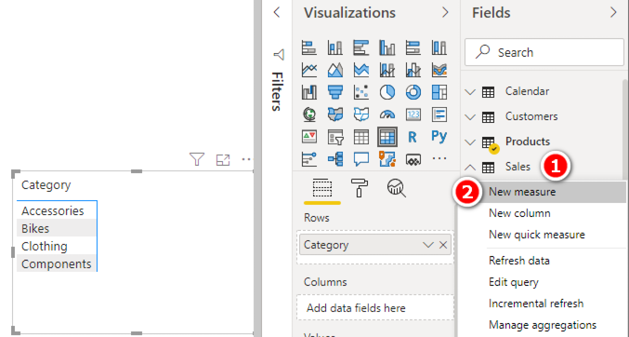 Visualizations
Fields
Filters
Search
Calendar
Customers
Products
Sales
1
2
New measure
New column
New quick measure
Refresh data
Edit query
Incremental refresh
Manage aggregations
R
Py
123
Rows
Category
Columns
Add data fields here
Values
Category
Accessories
Bikes
Clothing
Components